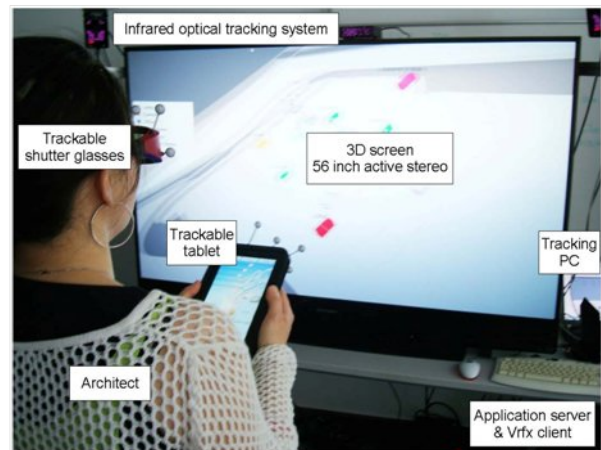 Infrared optical tracking system
Trackable
shutter glasses
3D screen
56 inch active stereo
Trackable
tablet
Tracking
PC
Architect
Application server
& Vrfx client